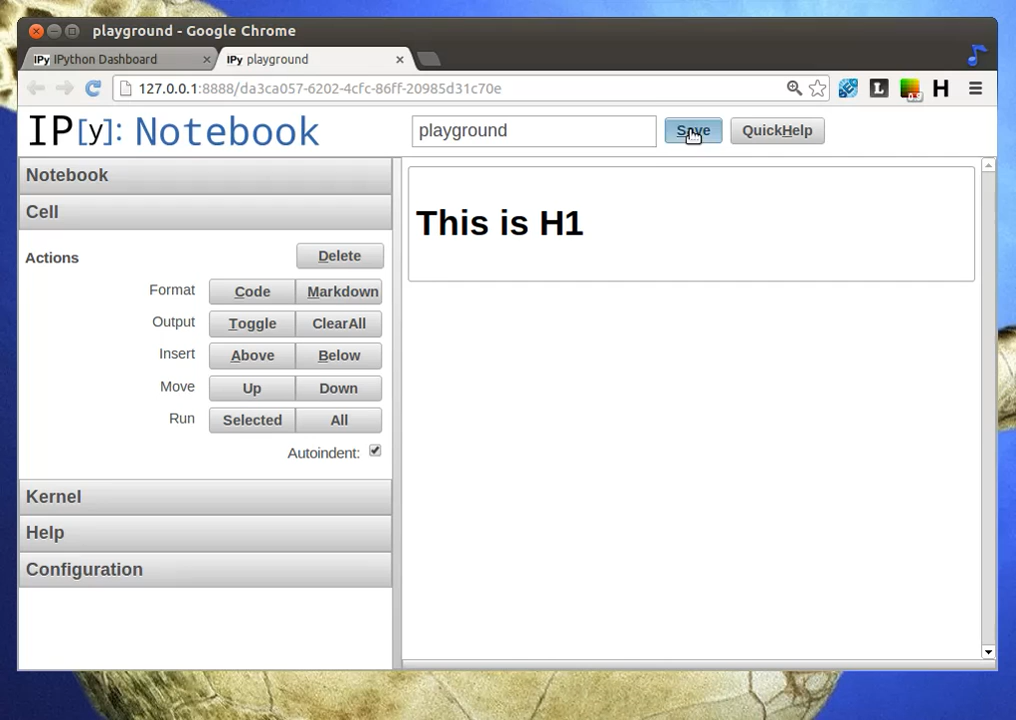 playground - Google Chrome
IPy IPython Dashboard × IPy playground ×
127.0.0.1:8888/da3ca057-6202-4cfc-86ff-20985d31c70e
L H
IP[y]: Notebook playground Save QuickHelp
Notebook
Cell
Actions Delete
Format Code Markdown
Output Toggle ClearAll
Insert Above Below
Move Up Down
Run Selected All
Autoindent:
Kernel
Help
Configuration
This is H1